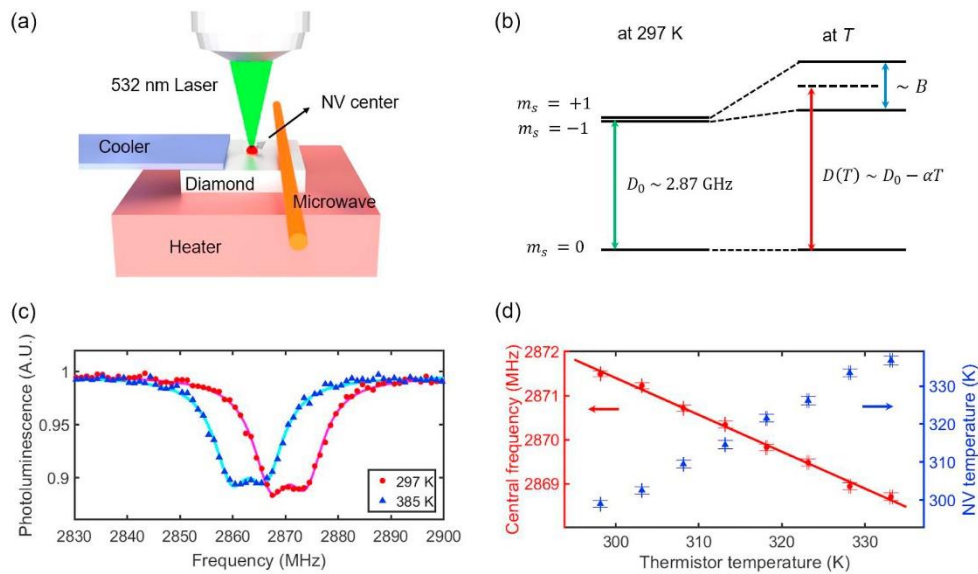 (a)
532 nm Laser
NV center
Cooler
Diamond
Microwave
Heater
(b)
at 297 K
at T
m_s = +1
m_s = −1
~ B
D_0 ~ 2.87 GHz
D(T) ~ D_0 − αT
m_s = 0
(c)
Photoluminescence (A.U.)
1
0.95
0.9
297 K
385 K
2830 2840 2850 2860 2870 2880 2890 2900
Frequency (MHz)
(d)
Central frequency (MHz)
2872
2871
2870
2869
NV temperature (K)
330
320
310
300
300 310 320 330
Thermistor temperature (K)